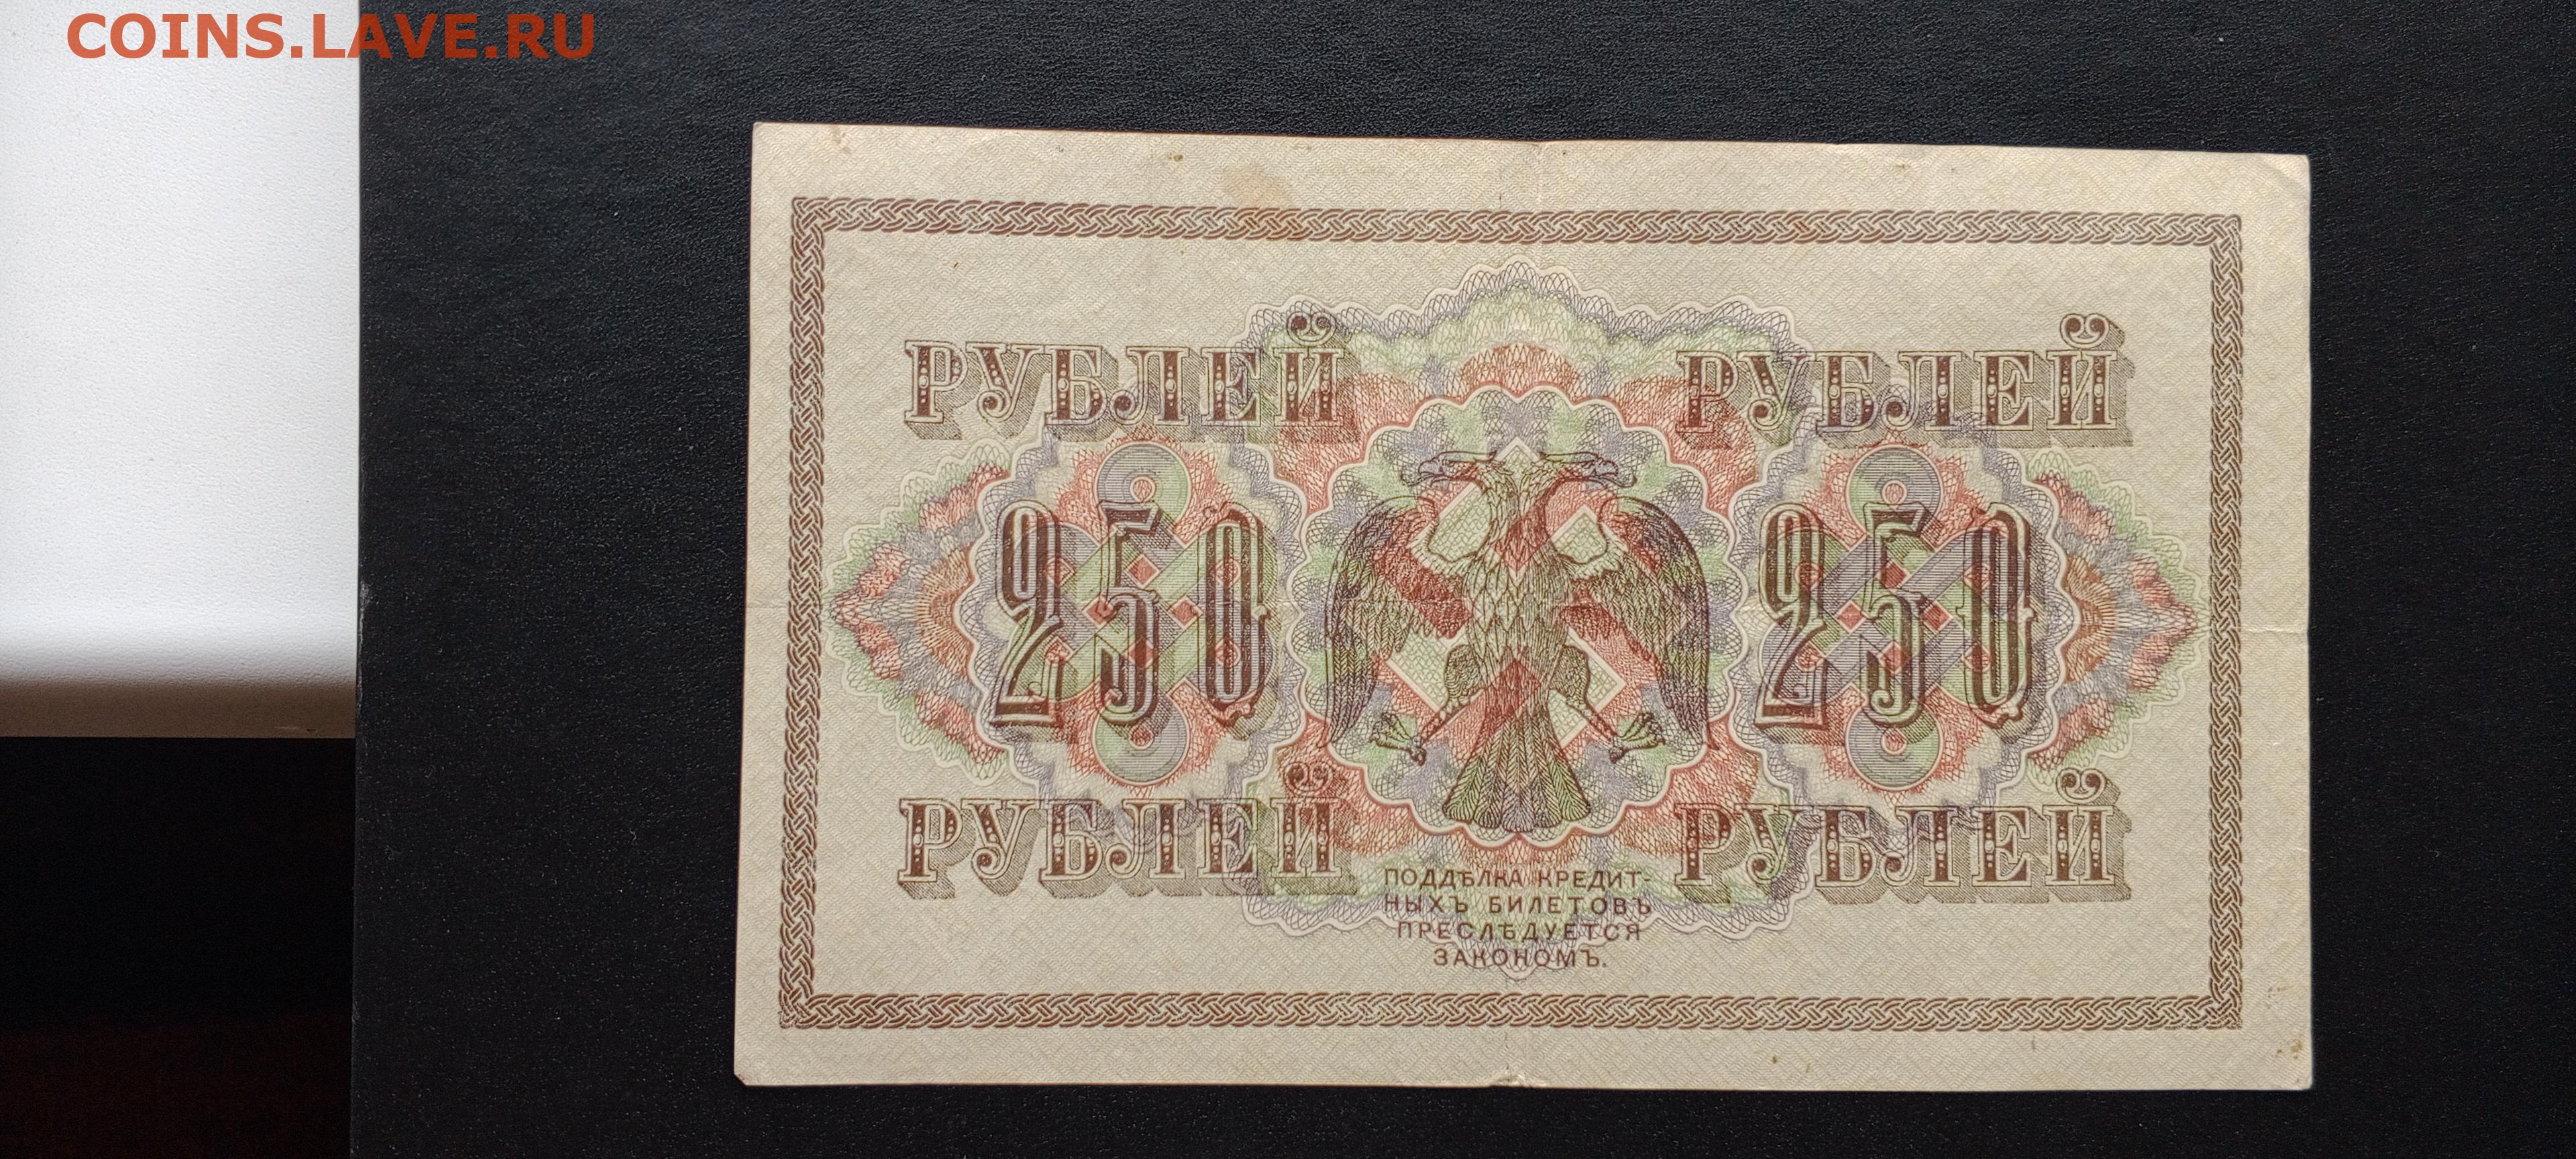 COINS.LAVE.RU
РУБЛЕЙ РУБЛЕЙ
250 250
РУБЛЕЙ РУБЛЕЙ
ПОДДѢЛКА КРЕДИТ-
НЫХЪ БИЛЕТОВЪ
ПРЕСЛѢДУЕТСЯ
ЗАКОНОМЪ.